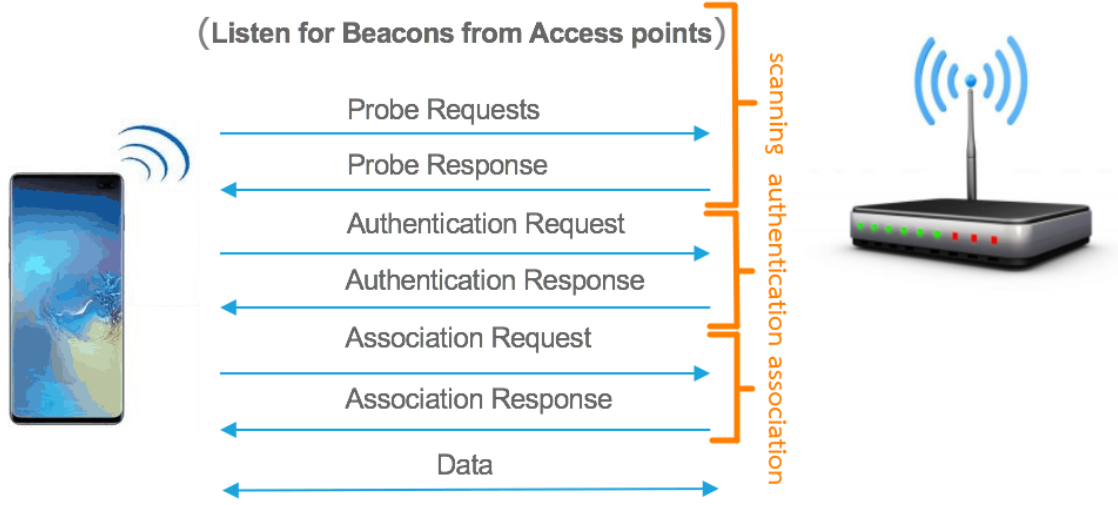 (Listen for Beacons from Access points)
Probe Requests
Probe Response
Authentication Request
Authentication Response
Association Request
Association Response
Data
scanning
authentication
association